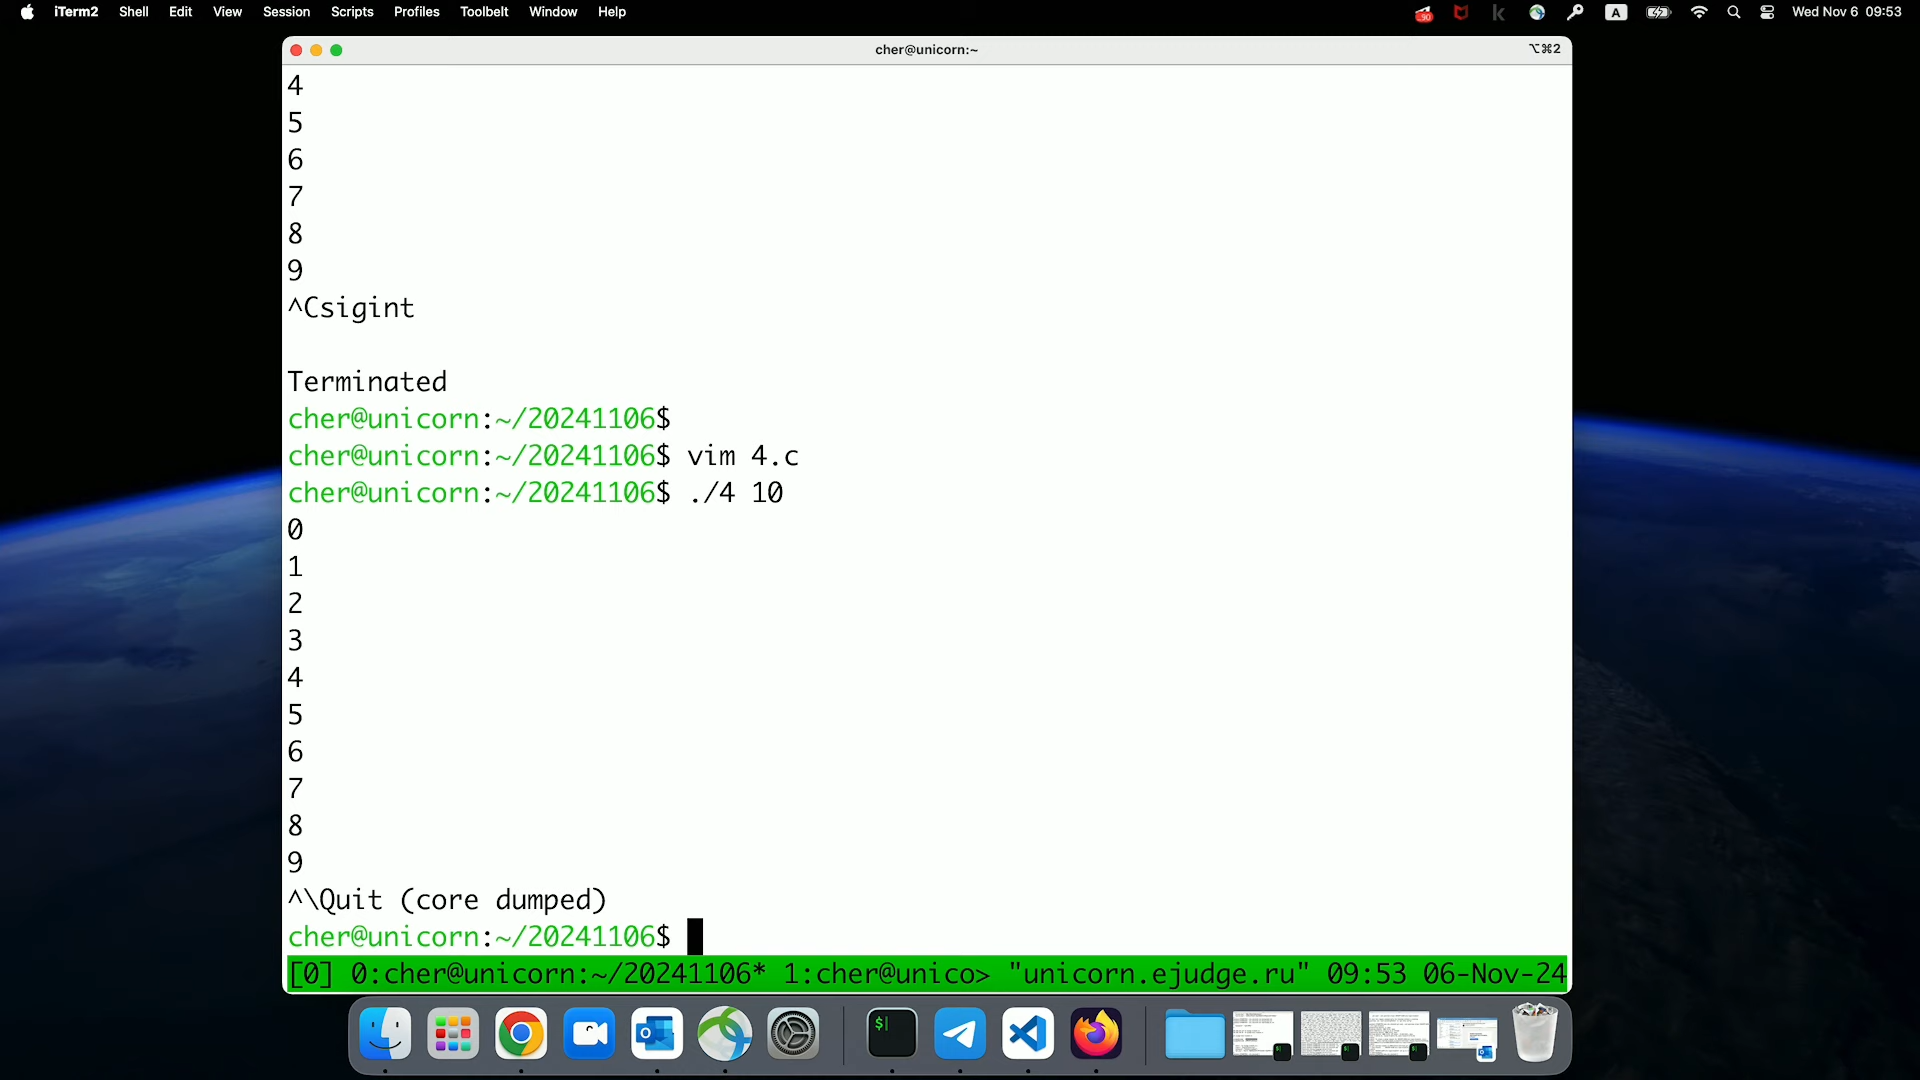 iTerm2 Shell Edit View Session Scripts Profiles Toolbelt Window Help A Wed Nov 6 09:53
cher@unicorn:~ ⌥⌘2
4
5
6
7
8
9
^Csigint
Terminated
cher@unicorn:~/20241106$
cher@unicorn:~/20241106$ vim 4.c
cher@unicorn:~/20241106$ ./4 10
0
1
2
3
4
5
6
7
8
9
^\Quit (core dumped)
cher@unicorn:~/20241106$
[0] 0:cher@unicorn:~/20241106* 1:cher@unico> "unicorn.ejudge.ru" 09:53 06-Nov-24